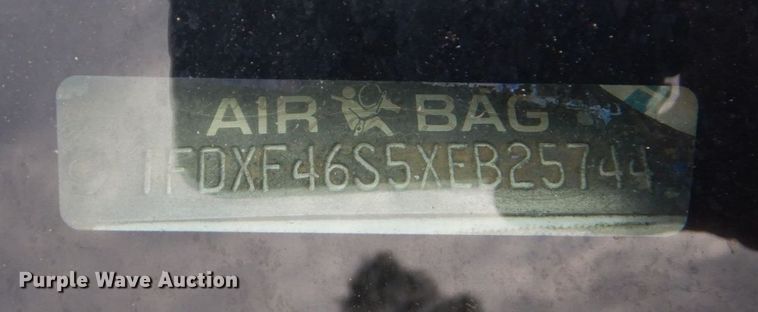 AIR BAG
1FDXF46S5XEB25744
Purple Wave Auction